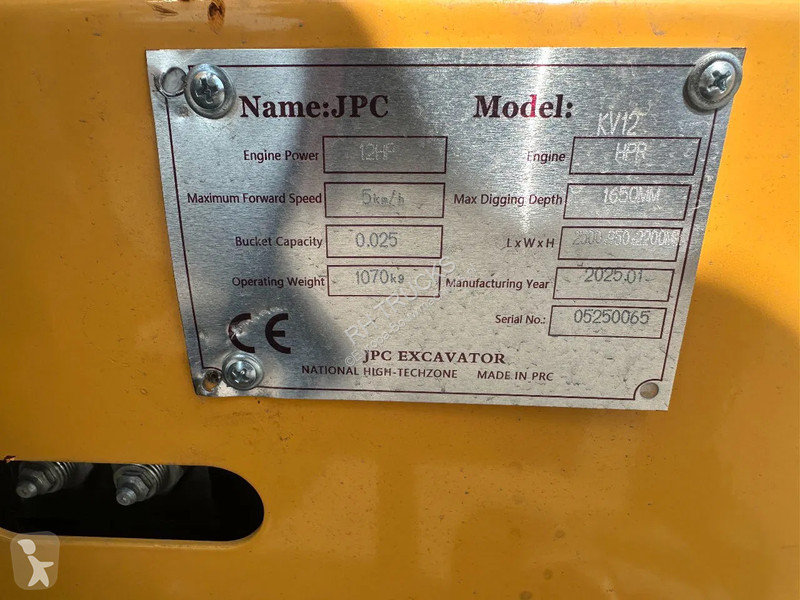 Name:JPC Model: KV12
Engine Power 12HP Engine HPR
Maximum Forward Speed 5km/h Max Digging Depth 1650MM
Bucket Capacity 0.025 LxWxH
Operating Weight 1070kg Manufacturing Year 2025.01
Serial No.: 05250065
CE
JPC EXCAVATOR
NATIONAL HIGH-TECHZONE MADE IN PRC
TRUCKS